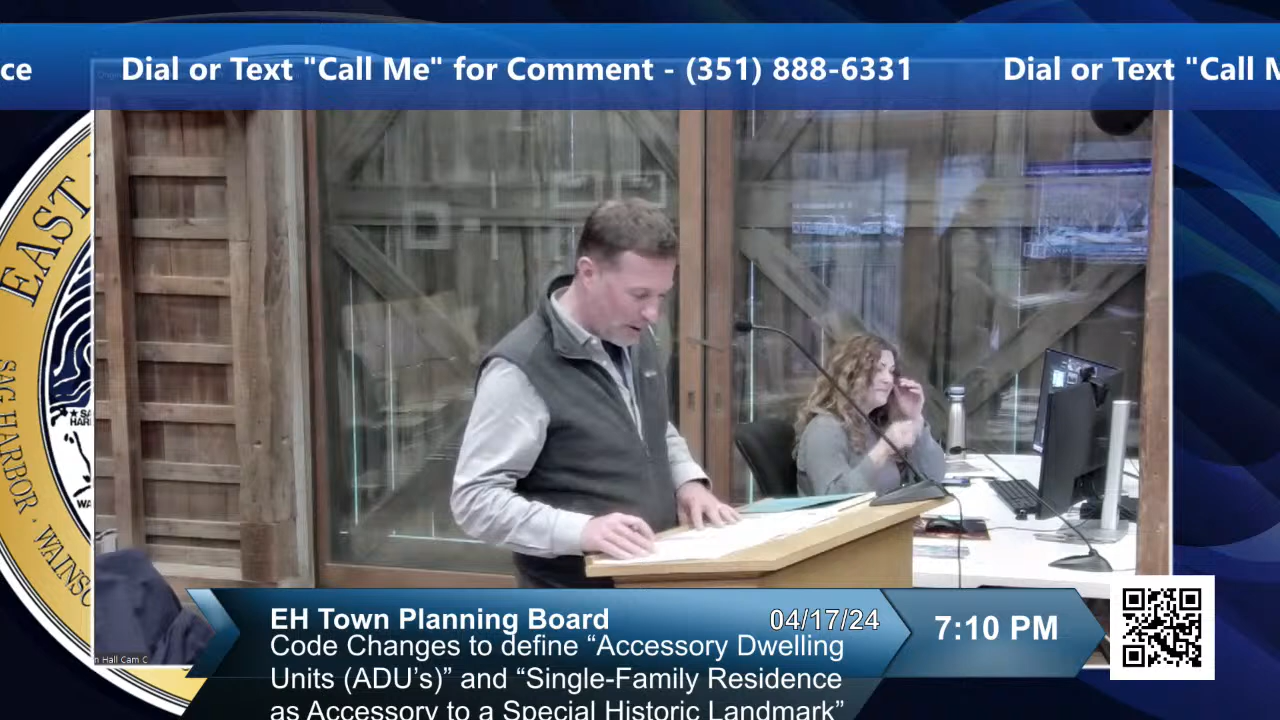 ce Dial or Text "Call Me" for Comment - (351) 888-6331 Dial or Text "Call M
EAST
SAG HARBOR · WAINSC
n Hall Cam C
EH Town Planning Board 04/17/24 7:10 PM
Code Changes to define “Accessory Dwelling
Units (ADU’s)” and “Single-Family Residence
as Accessory to a Special Historic Landmark”